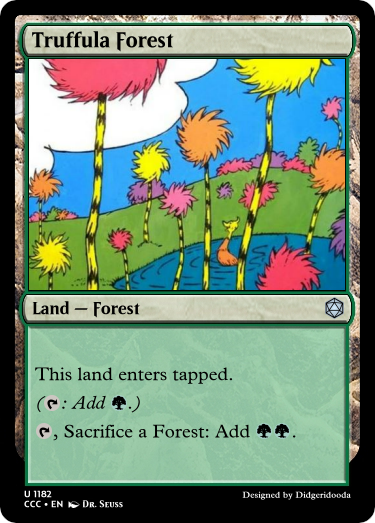 Truffula Forest
Land — Forest
This land enters tapped.
(: Add .)
, Sacrifice a Forest: Add .
U 1182
Designed by Didgeridooda
CCC • EN Dr. Seuss